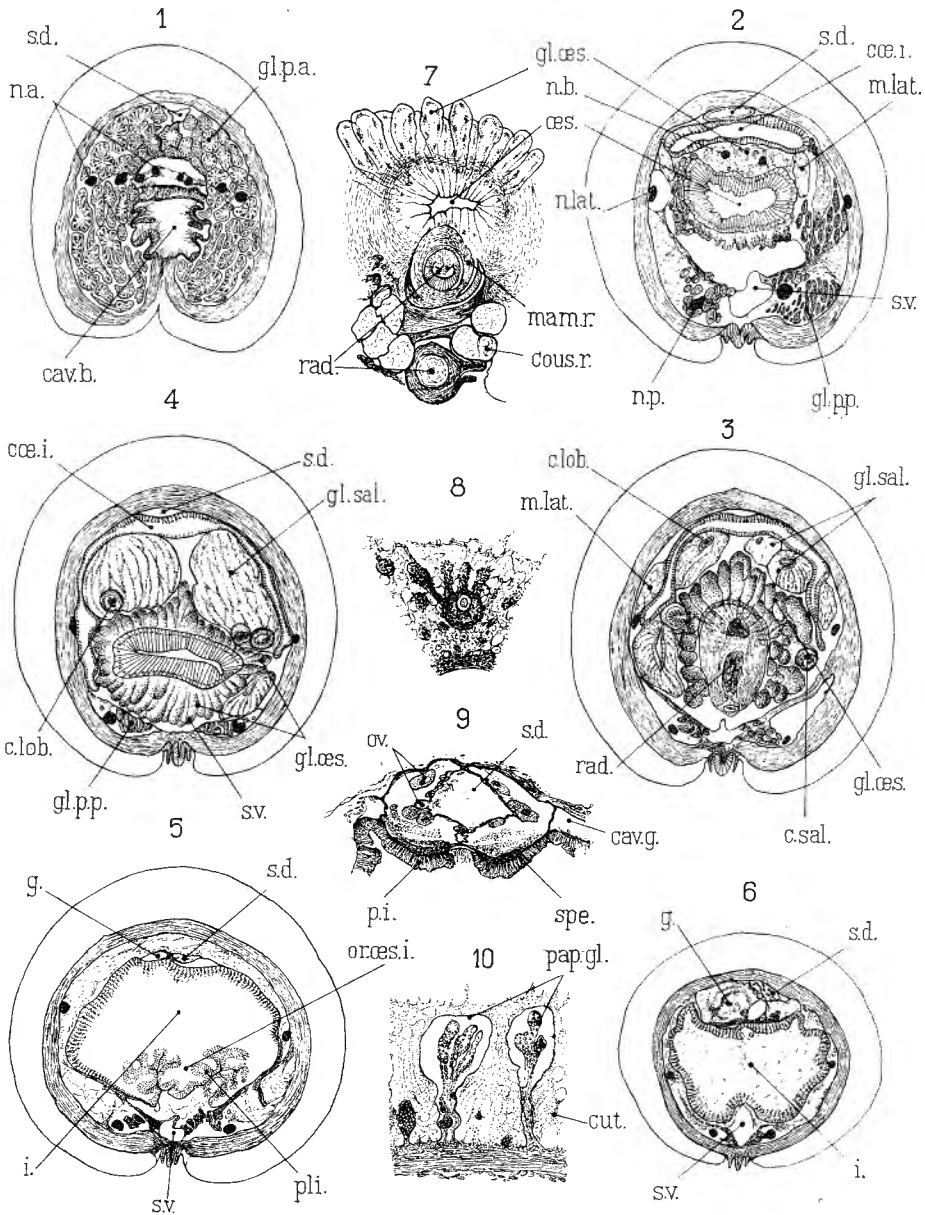 1
s.d.
n.a.
gl.p.a.
cav.b.
7
gl.œs.
n.b.
œs.
mam.r.
rad.
cous.r.
2
s.d.
cœ.i.
m.lat.
n.lat.
s.v.
n.p.
gl.p.p.
4
cœ.i.
s.d.
gl.sal.
c.lob.
gl.p.p.
s.v.
gl.œs.
8
3
c.lob.
gl.sal.
m.lat.
rad.
gl.œs.
c.sal.
9
ov.
s.d.
cav.g.
p.i.
spe.
5
g.
s.d.
or.œs.i.
i.
s.v.
pli.
10
pap.gl.
cut.
6
g.
s.d.
s.v.
i.